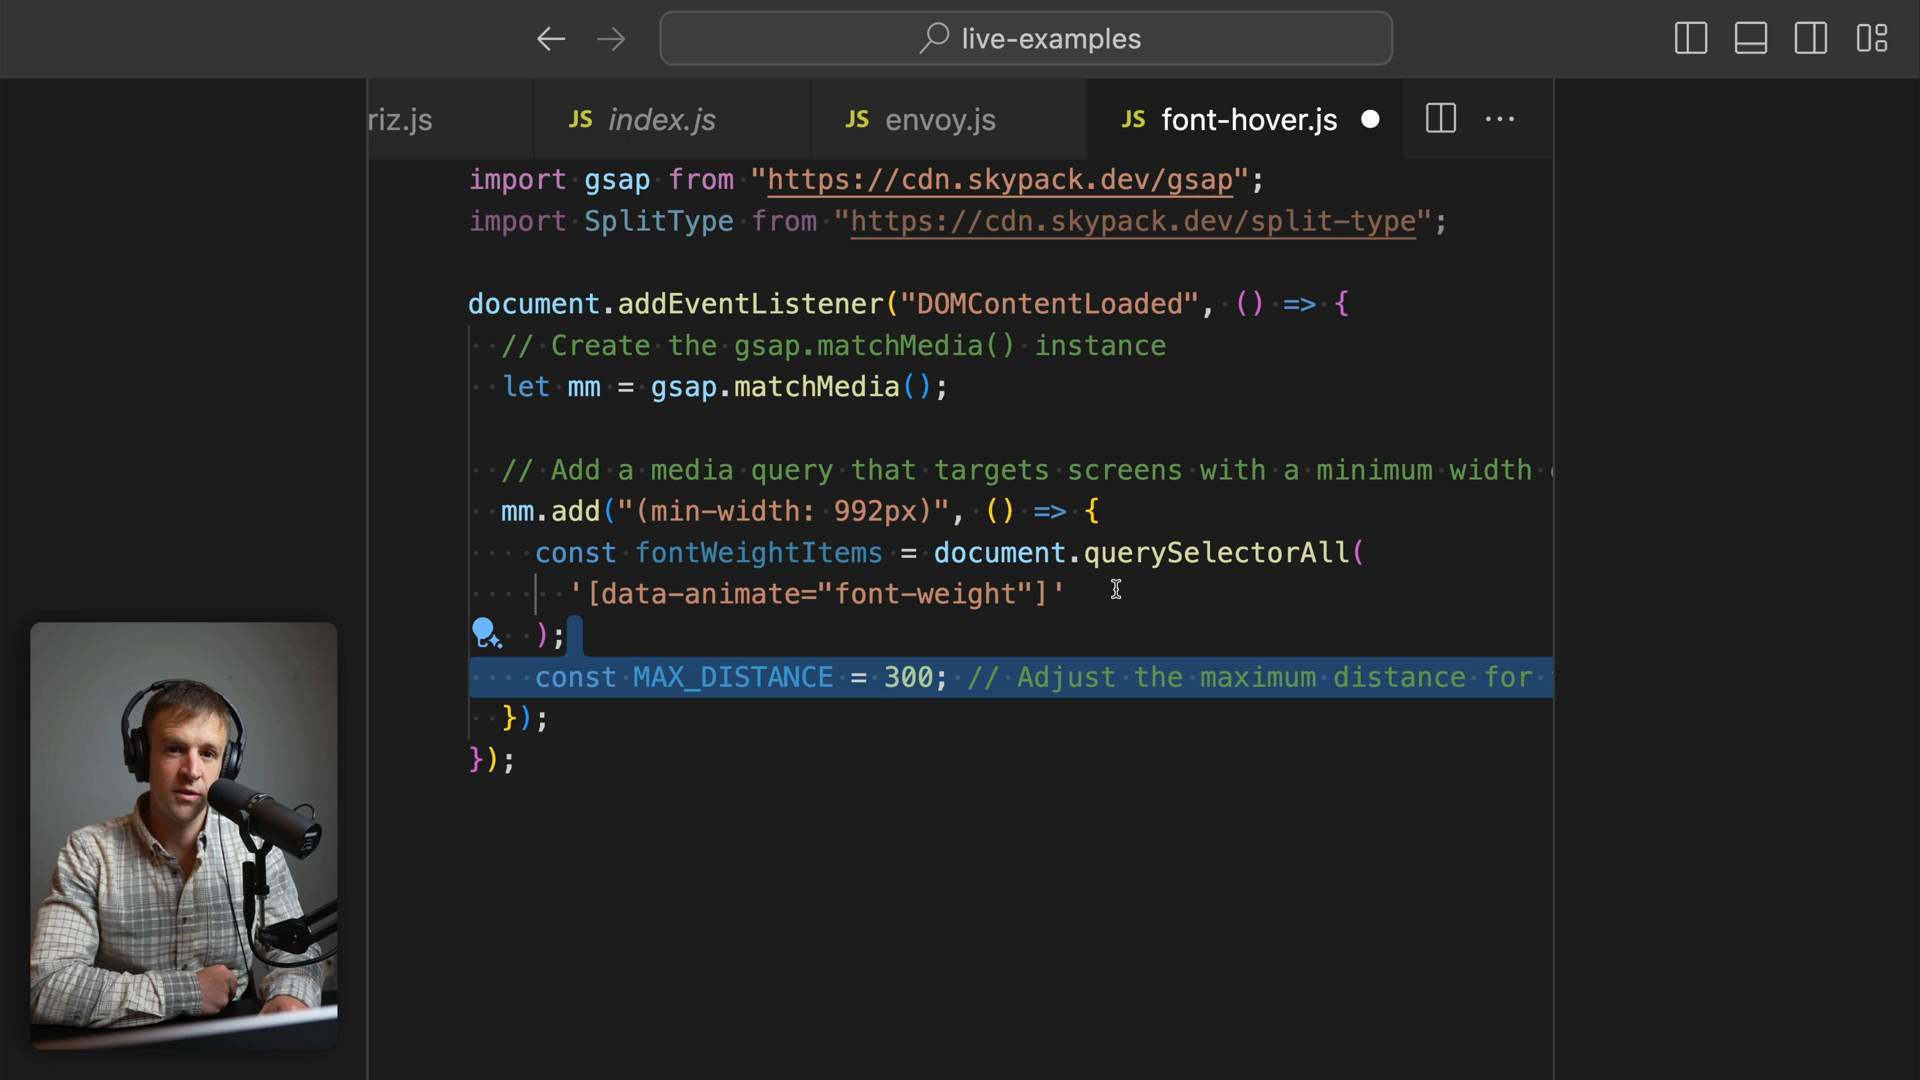 live-examples
riz.js
JS index.js
JS envoy.js
JS font-hover.js
import gsap from "https://cdn.skypack.dev/gsap";
import SplitType from "https://cdn.skypack.dev/split-type";
document.addEventListener("DOMContentLoaded", () => {
// Create the gsap.matchMedia() instance
let mm = gsap.matchMedia();
// Add a media query that targets screens with a minimum width
mm.add("(min-width: 992px)", () => {
const fontWeightItems = document.querySelectorAll(
'[data-animate="font-weight"]'
);
const MAX_DISTANCE = 300; // Adjust the maximum distance for
});
});